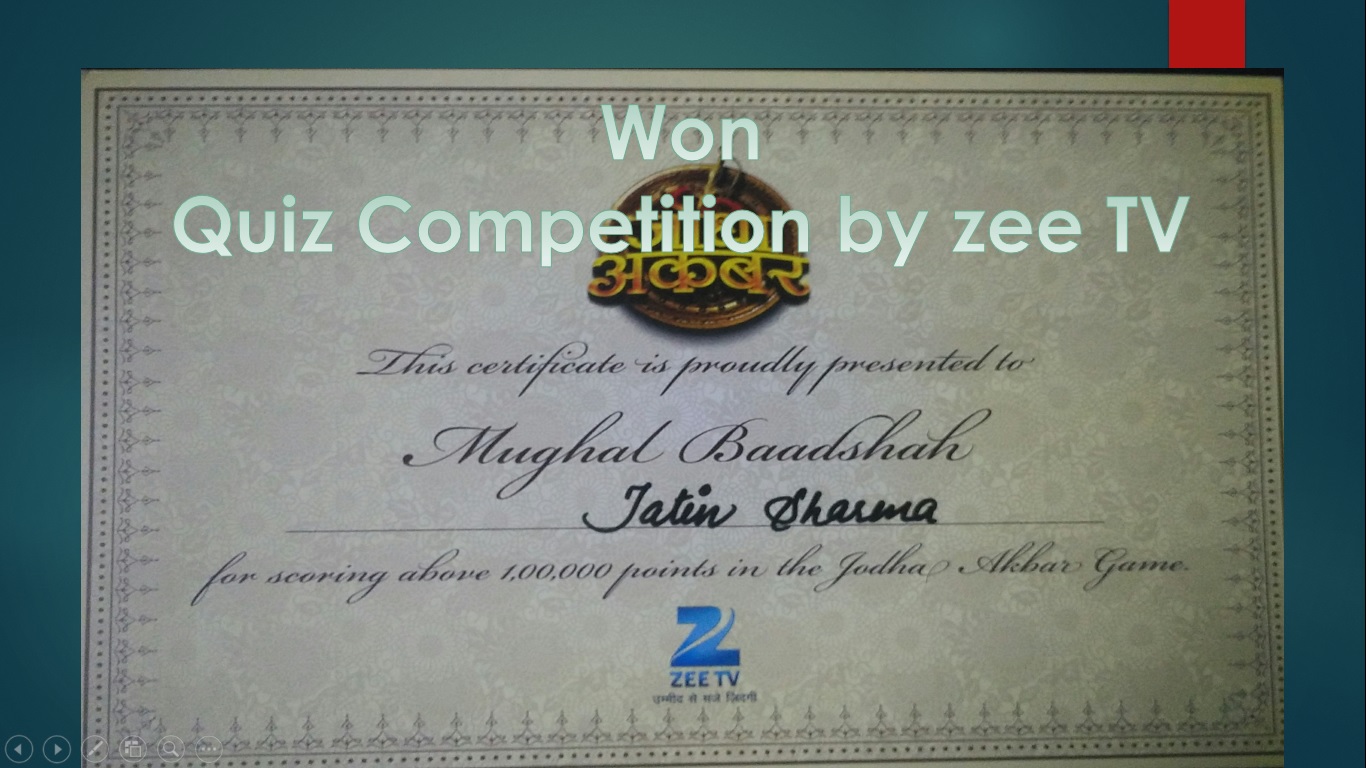 Won
Quiz Competition by zee TV
जोधा
अकबर
This certificate is proudly presented to
Mughal Baadshah
Jatin Sharma
for scoring above 1,00,000 points in the Jodha Akbar Game.
ZEE TV
उम्मीद से सजे ज़िंदगी